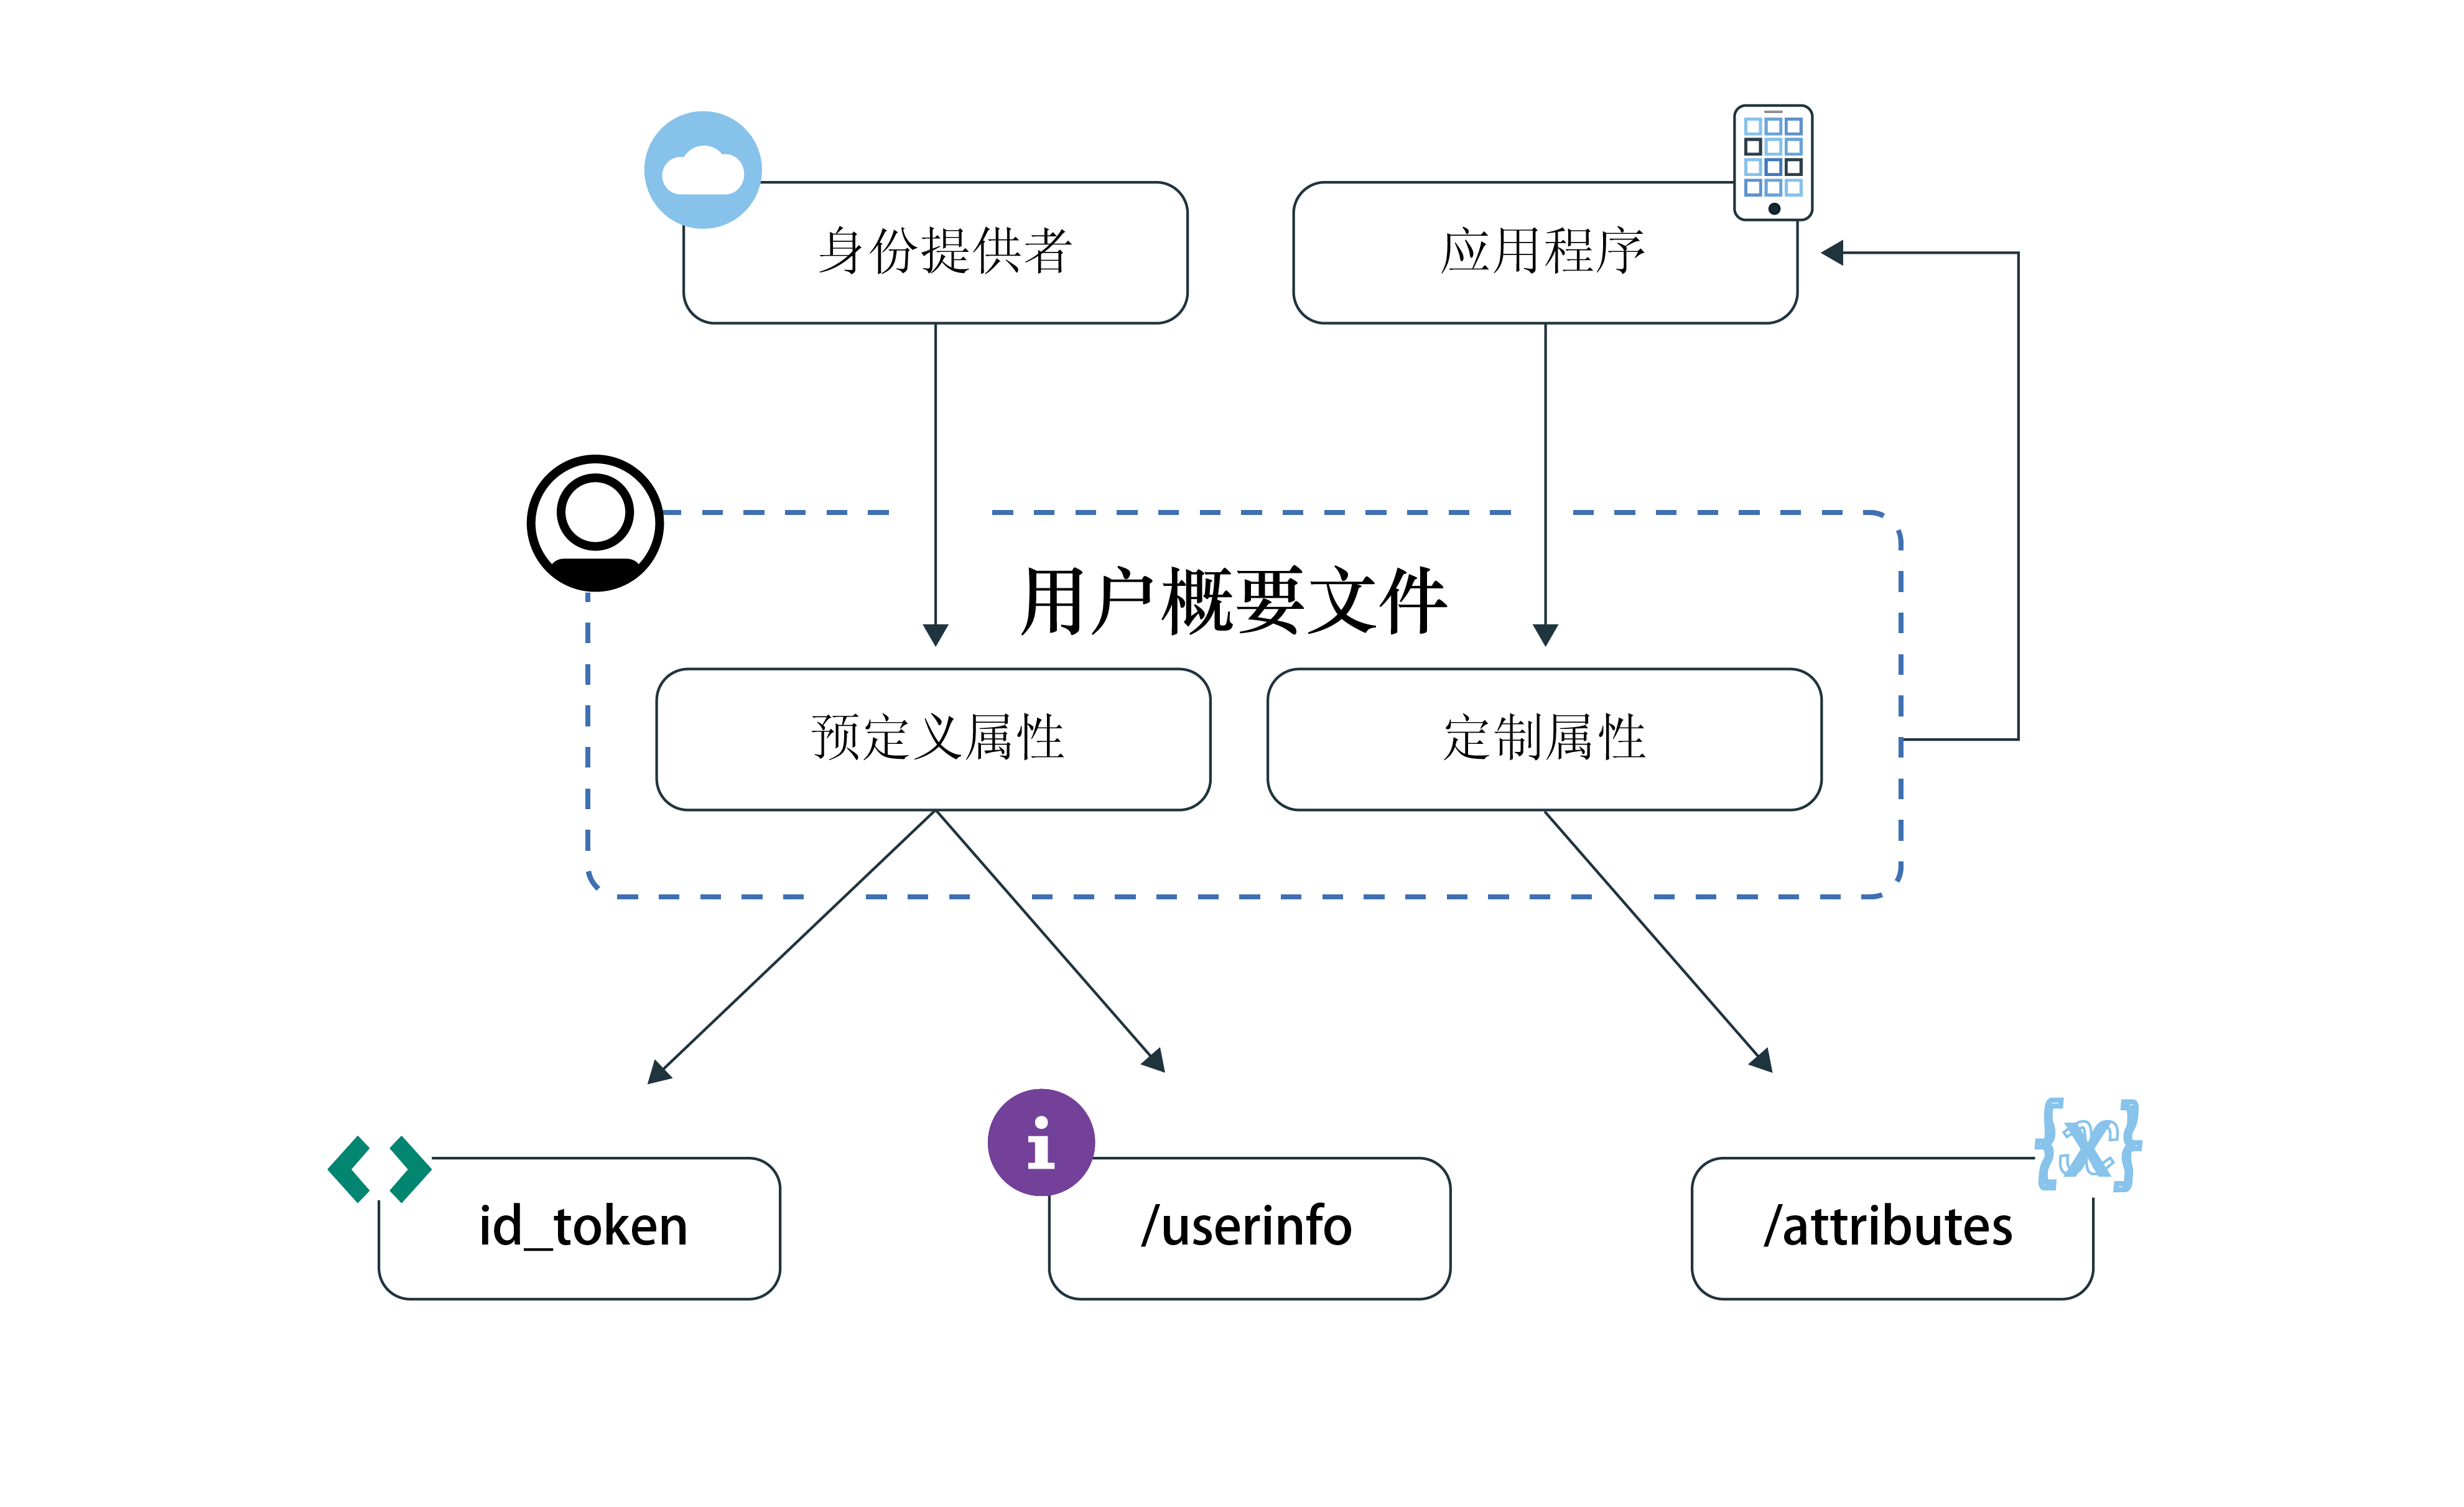 身份提供者
应用程序
用户概要文件
预定义属性
定制属性
id_token
/userinfo
/attributes